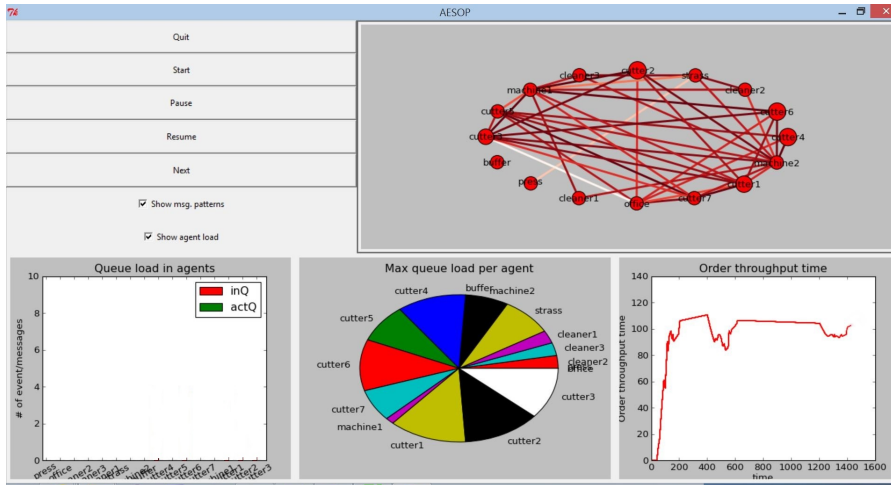 AESOP
Quit
Start
Pause
Resume
Next
Show msg. patterns
Show agent load
cleaner3
cutter2
strass
machine1
cleaner2
cutter5
cutter6
cutter3
cutter4
buffer
machine2
press
cutter1
cleaner1
office
cutter7
Queue load in agents
inQ
actQ
10
8
6
4
2
0
# of event/messages
press
office
Max queue load per agent
cutter4
buffer
machine2
strass
cleaner1
cleaner3
cleaner2
office
cutter5
cutter6
cutter7
machine1
cutter1
cutter2
cutter3
Order throughput time
140
120
100
80
60
40
20
0
Order throughput time
0 200 400 600 800 1000 1200 1400 1600
time